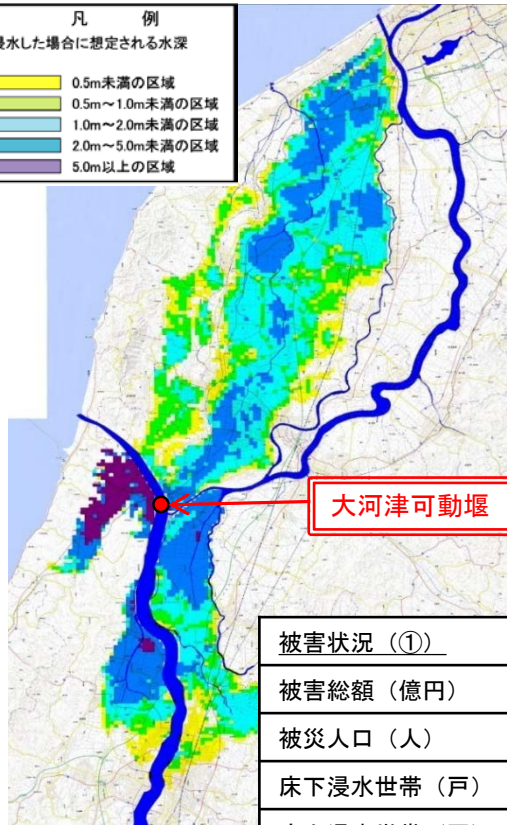 凡 例
浸水した場合に想定される水深
0.5m未満の区域
0.5m～1.0m未満の区域
1.0m～2.0m未満の区域
2.0m～5.0m未満の区域
5.0m以上の区域
大河津可動堰
被害状況（①）
被害総額（億円）
被災人口（人）
床下浸水世帯（戸）